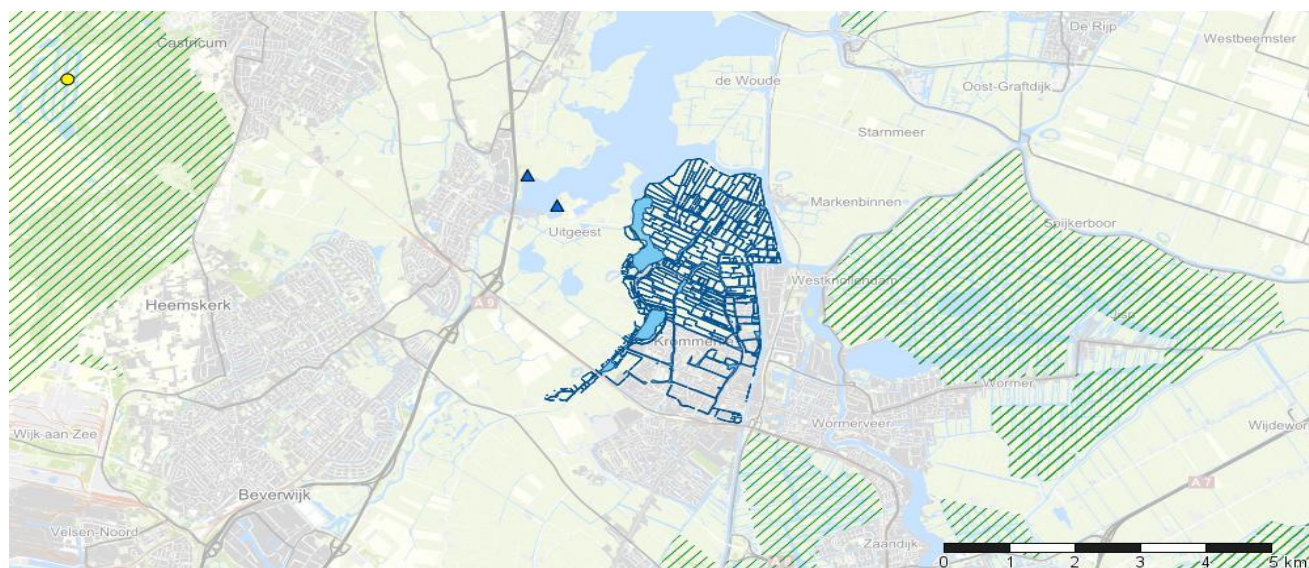 Castricum
De Rijp
Westbeemster
de Woude
Oost-Graftdijk
Starnmeer
Markenbinnen
Uitgeest
Spijkerboor
Westknollendam
Heemskerk
A 9
Jisp
Krommenie
Wormer
Wijk-aan Zee
Wormerveer
Wijdewor
Beverwijk
A 7
Velsen-Noord
Zaandijk
0 1 2 3 4 5 km